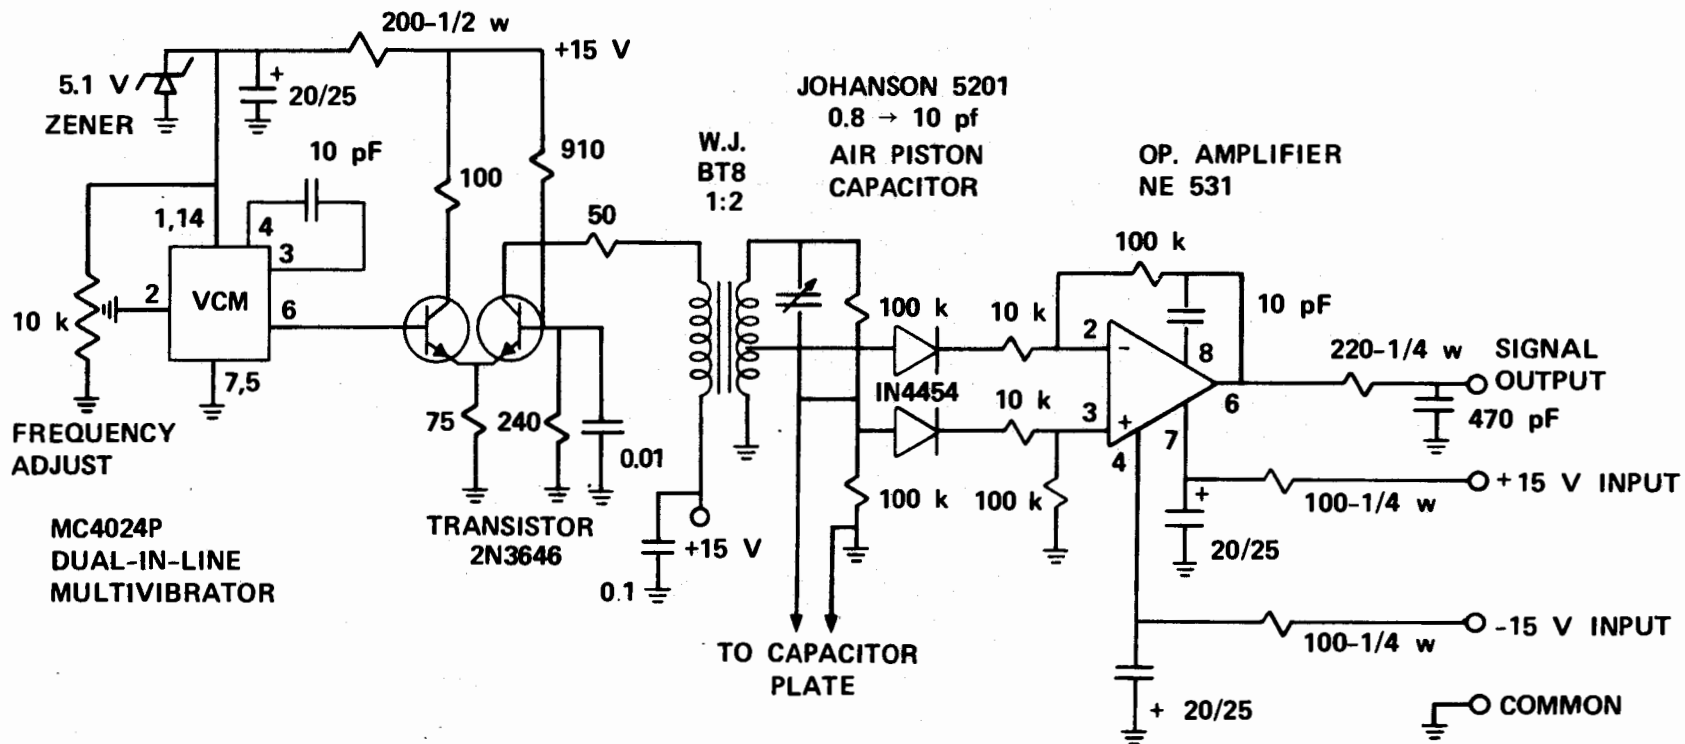 200-1/2 w
+15 V
5.1 V
ZENER
+
20/25
10 pF
100
910
1,14
4
3
2
VCM
6
10 k
7,5
FREQUENCY
ADJUST
50
75
240
0.01
MC4024P
DUAL-IN-LINE
MULTIVIBRATOR
TRANSISTOR
2N3646
W.J.
BT8
1:2
+15 V
0.1
JOHANSON 5201
0.8 → 10 pf
AIR PISTON
CAPACITOR
100 k
IN4454
100 k
TO CAPACITOR
PLATE
OP. AMPLIFIER
NE 531
100 k
10 k
10 k
100 k
2
-
3
+
8
6
7
4
10 pF
220-1/4 w
SIGNAL
OUTPUT
470 pF
+
20/25
100-1/4 w
+15 V INPUT
100-1/4 w
-15 V INPUT
+ 20/25
COMMON